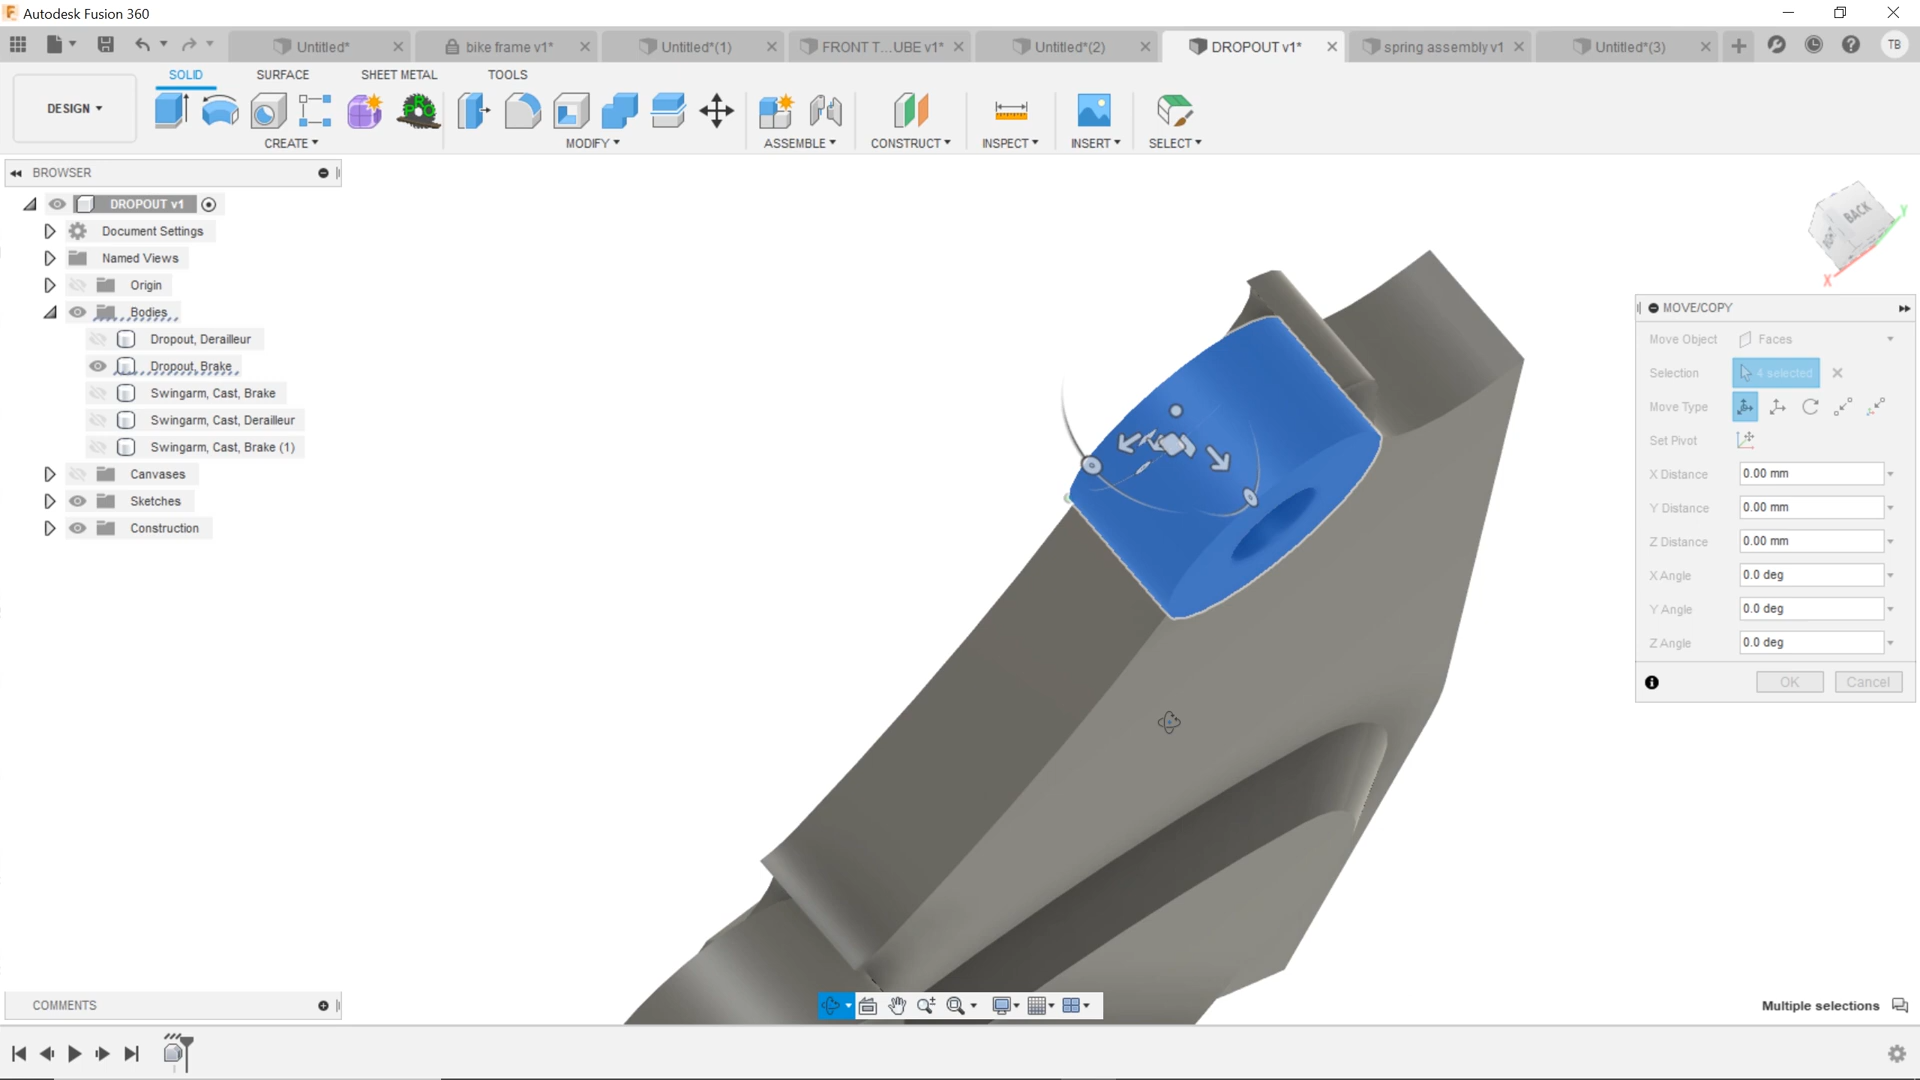 Autodesk Fusion 360
Untitled*
bike frame v1*
Untitled*(1)
FRONT T...UBE v1*
Untitled*(2)
DROPOUT v1*
spring assembly v1
Untitled*(3)
TB
SOLID
SURFACE
SHEET METAL
TOOLS
DESIGN
CREATE
MODIFY
ASSEMBLE
CONSTRUCT
INSPECT
INSERT
SELECT
BROWSER
DROPOUT v1
Document Settings
Named Views
Origin
Bodies
Dropout, Derailleur
Dropout, Brake
Swingarm, Cast, Brake
Swingarm, Cast, Derailleur
Swingarm, Cast, Brake (1)
Canvases
Sketches
Construction
BACK
Y
X
MOVE/COPY
Move Object
Faces
Selection
4 selected
Move Type
Set Pivot
X Distance
0.00 mm
Y Distance
0.00 mm
Z Distance
0.00 mm
X Angle
0.0 deg
Y Angle
0.0 deg
Z Angle
0.0 deg
OK
Cancel
COMMENTS
Multiple selections